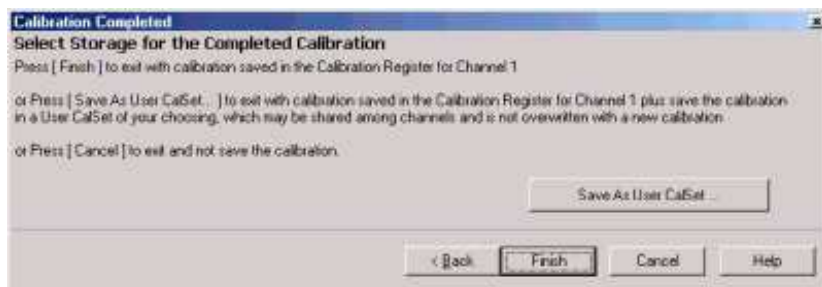 Calibration Completed
Select Storage for the Completed Calibration
Press [ Finish ] to exit with calibration saved in the Calibration Register for Channel 1
or Press [ Save As User CalSet... ] to exit with calibration saved in the Calibration Register for Channel 1 plus save the calibration
in a User CalSet of your choosing, which may be shared among channels and is not overwritten with a new calibration
or Press [ Cancel ] to exit and not save the calibration.
Save As User CalSet ...
< Back Finish Cancel Help